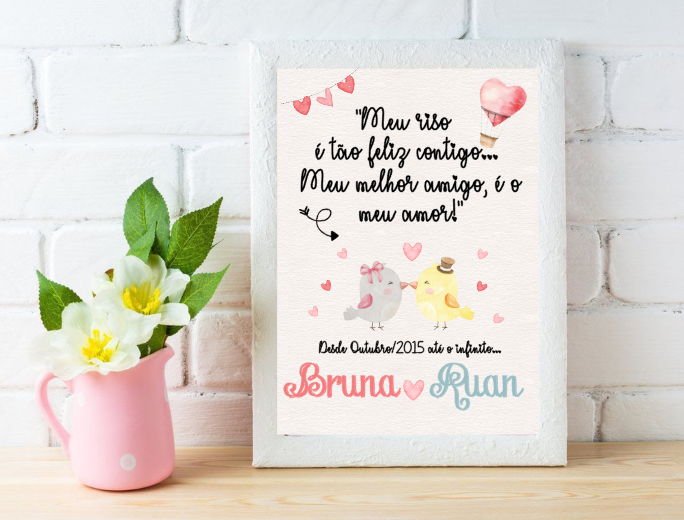 "Meu riso
é tão feliz contigo...
Meu melhor amigo, é o
meu amor!"
Desde Outubro/2015 até o infinito...
Bruna Ruan